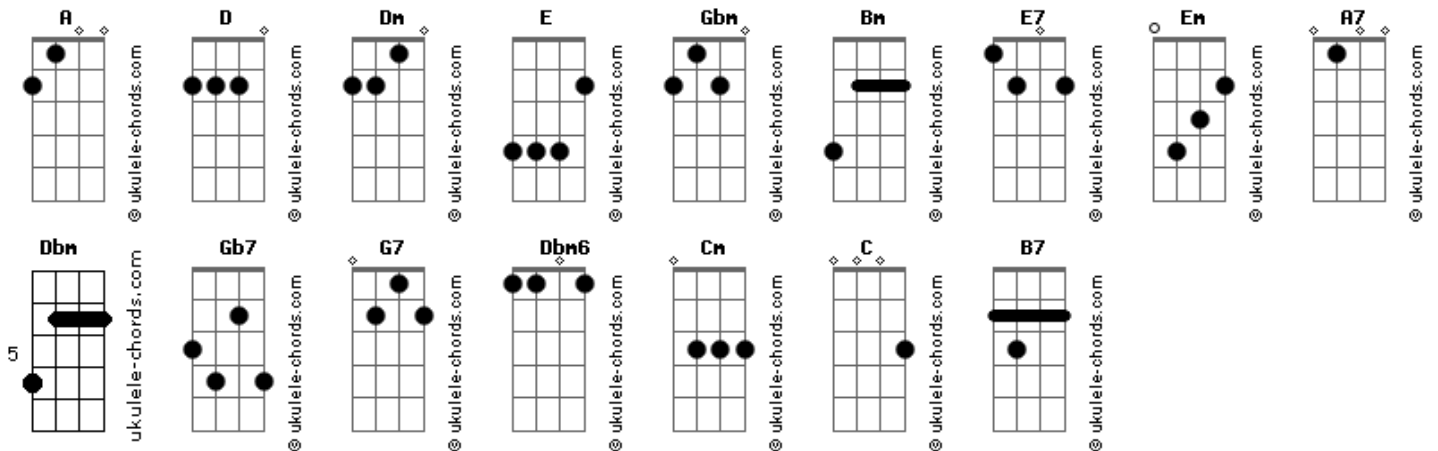 A D Dm E Gbm Bm E7 Em A7
© ukulele-chords.com © ukulele-chords.com © ukulele-chords.com © ukulele-chords.com © ukulele-chords.com © ukulele-chords.com © ukulele-chords.com © ukulele-chords.com © ukulele-chords.com
Dbm Gb7 G7 Dbm6 Cm C B7
5
ukulele-chords.com © ukulele-chords.com © ukulele-chords.com © ukulele-chords.com © ukulele-chords.com © ukulele-chords.com © ukulele-chords.com